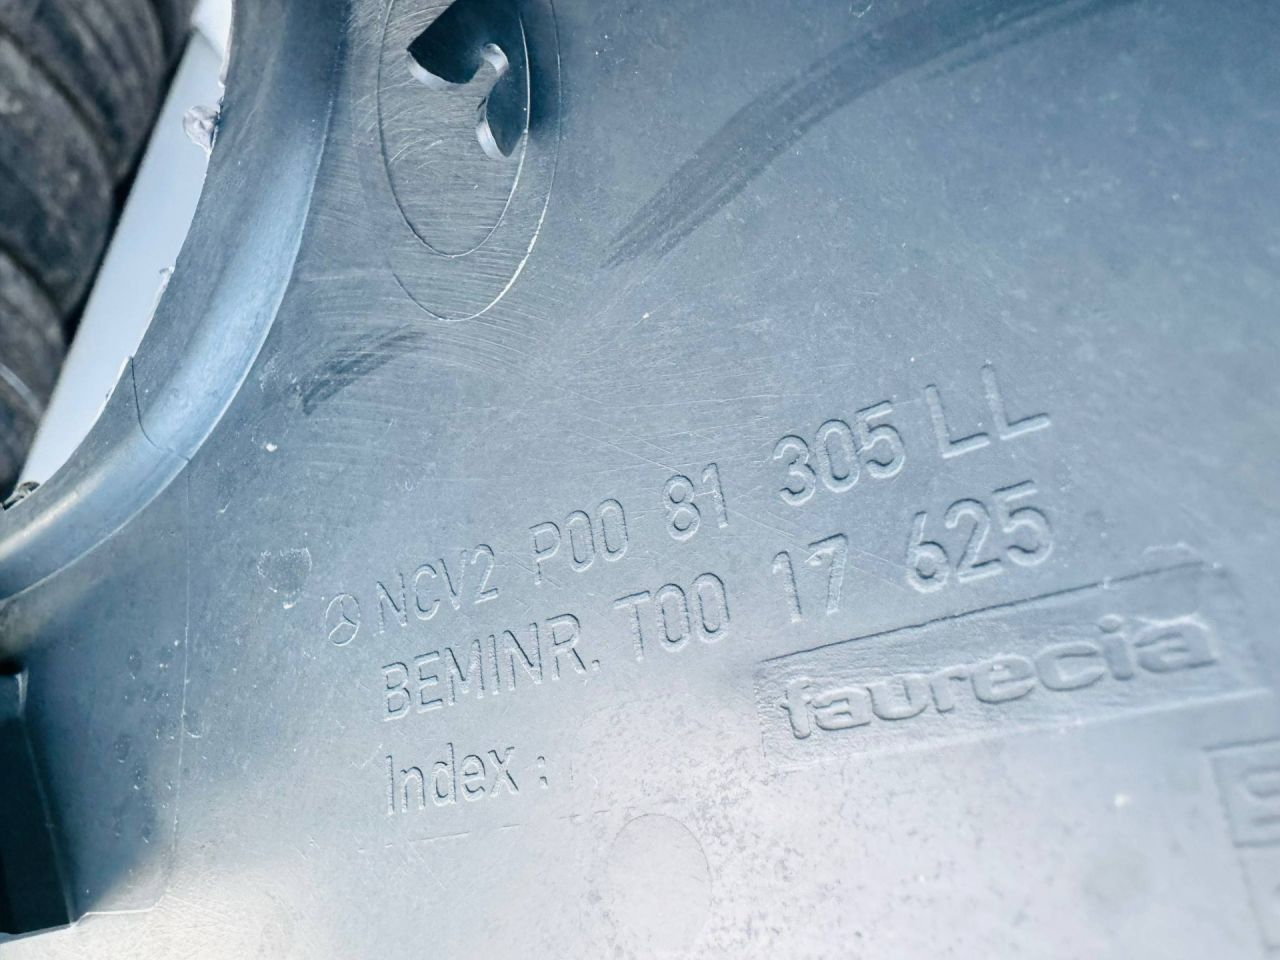 NCV2 P00 81 305 LL
BEMINR. T00 17 625
faurecia
Index :